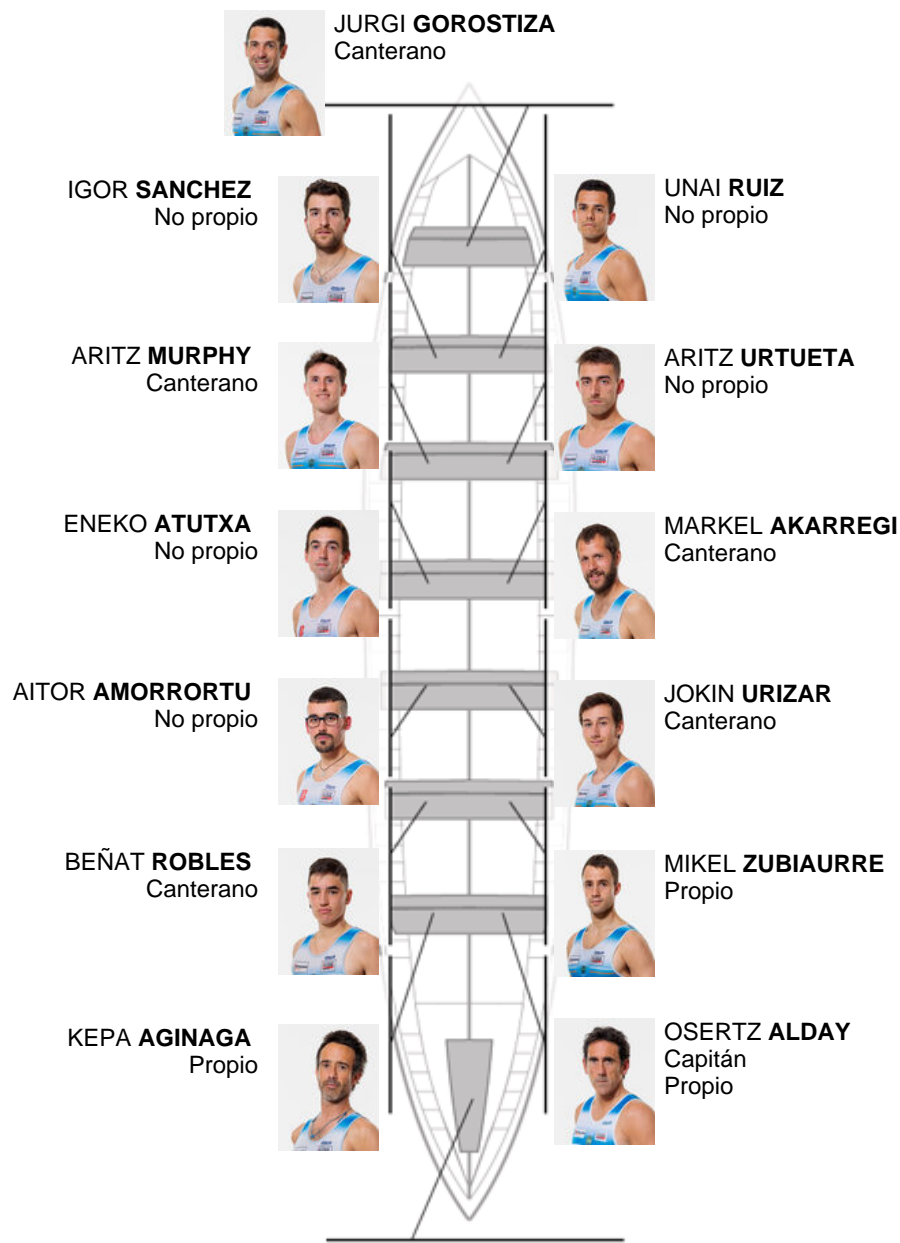 JURGI GOROSTIZA
Canterano
IGOR SANCHEZ
No propio
UNAI RUIZ
No propio
ARITZ MURPHY
Canterano
ARITZ URTUETA
No propio
ENEKO ATUTXA
No propio
MARKEL AKARREGI
Canterano
AITOR AMORRORTU
No propio
JOKIN URIZAR
Canterano
BEÑAT ROBLES
Canterano
MIKEL ZUBIAURRE
Propio
KEPA AGINAGA
Propio
OSERTZ ALDAY
Capitán
Propio